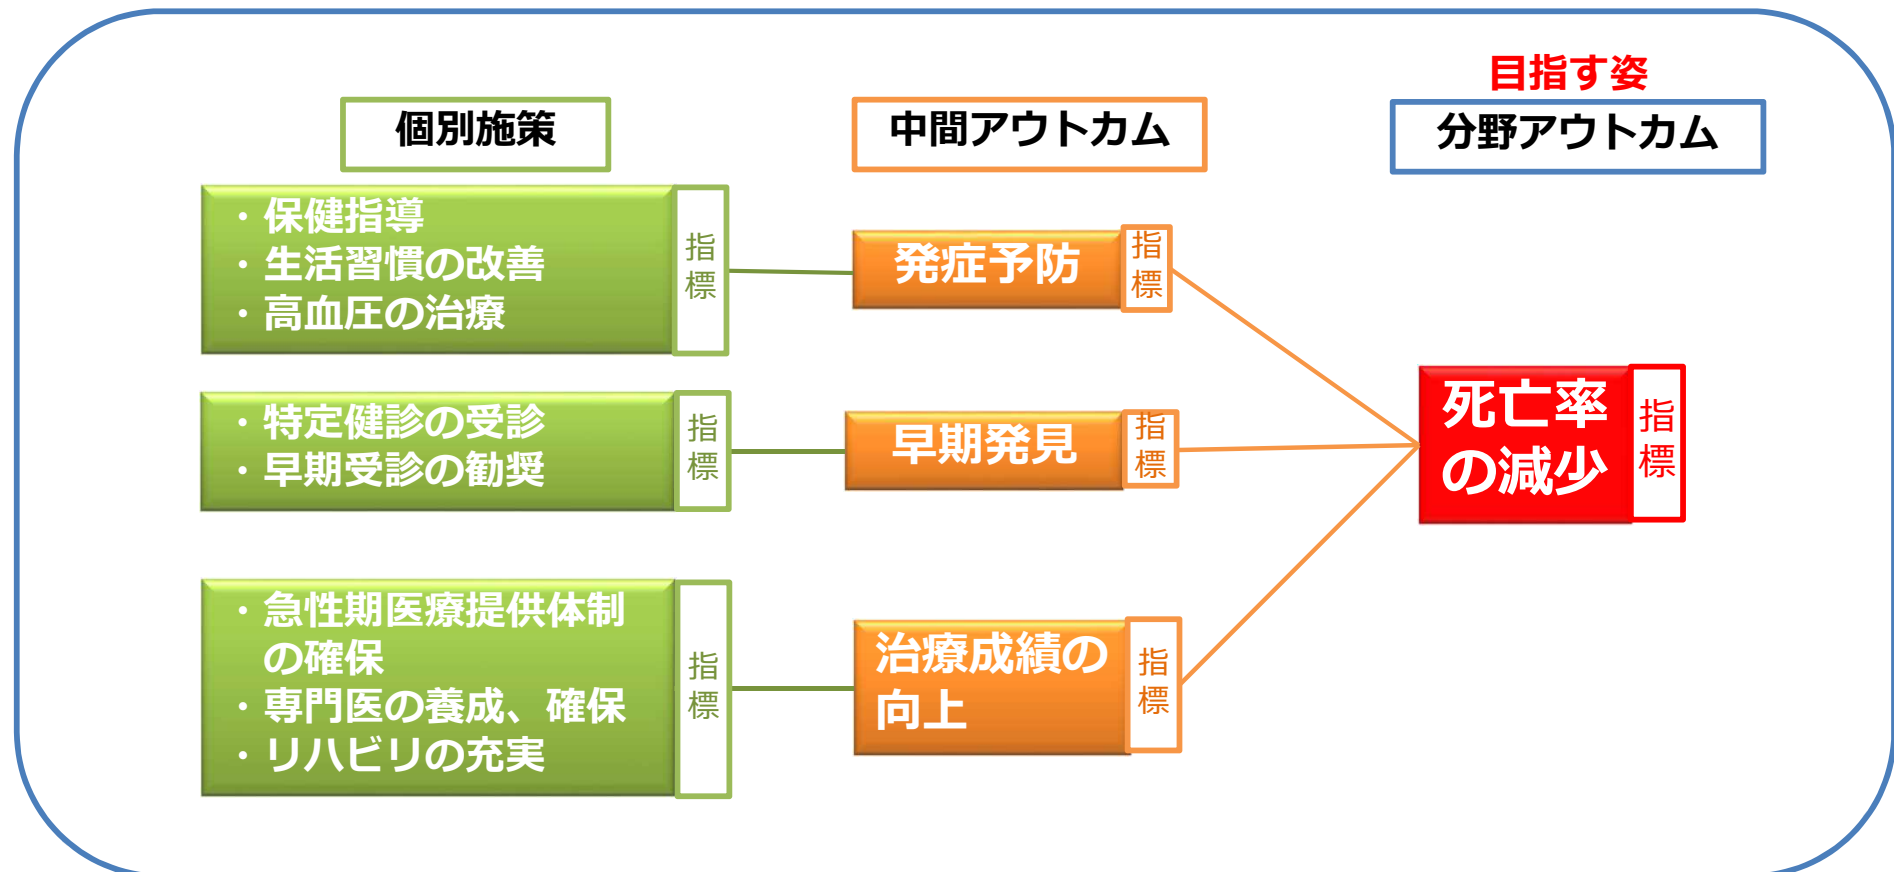 目指す姿
個別施策
中間アウトカム
分野アウトカム
・保健指導
・生活習慣の改善
・高血圧の治療
指
標
発症予防
指
標
・特定健診の受診
・早期受診の勧奨
指
標
早期発見
指
標
死亡率
の減少
指
標
・急性期医療提供体制
の確保
・専門医の養成、確保
・リハビリの充実
指
標
治療成績の
向上
指
標